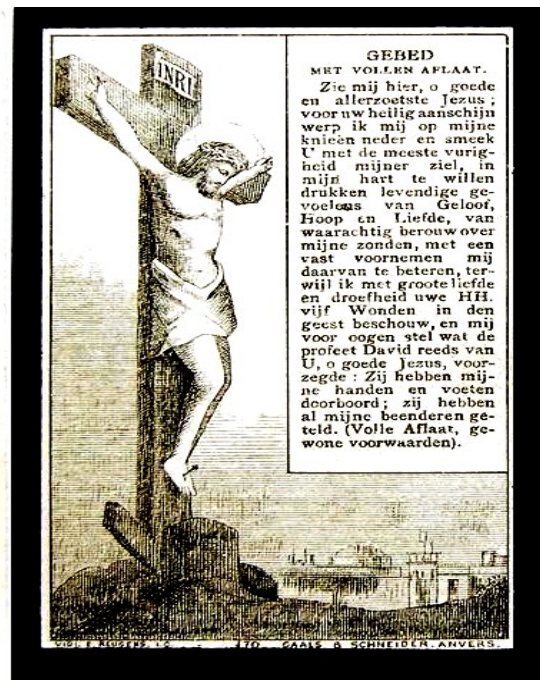 INRI
GEBED
MET VOLLEN AFLAAT.
Zie mij hier, o goede
en allerzoetste Jezus ;
voor uw heilig aanschijn
werp ik mij op mijne
knieën neder en smeek
U met de meeste vurig-
heid mijner ziel, in
mijn hart te willen
drukken levendige ge-
voelens van Geloof,
Hoop en Liefde, van
waarachtig berouw over
mijne zonden, met een
vast voornemen mij
daarvan te beteren, ter-
wijl ik met groote liefde
en droefheid uwe HH.
vijf Wonden in den
geest beschouw, en mij
voor oogen stel wat de
profeet David reeds van
U, o goede Jezus, voor-
zegde : Zij hebben mij-
ne handen en voeten
doorboord ; zij hebben
al mijne beenderen ge-
teld. (Volle Aflaat, ge-
wone voorwaarden).
270. CAALS & SCHNEIDER. ANVERS.